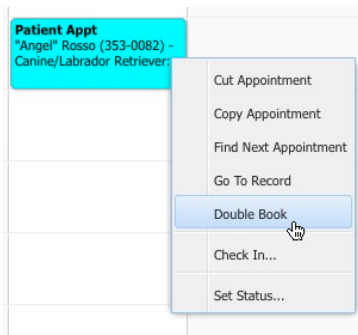 Patient Appt
"Angel" Rosso (353-0082) -
Canine/Labrador Retriever:
Cut Appointment
Copy Appointment
Find Next Appointment
Go To Record
Double Book
Check In...
Set Status...